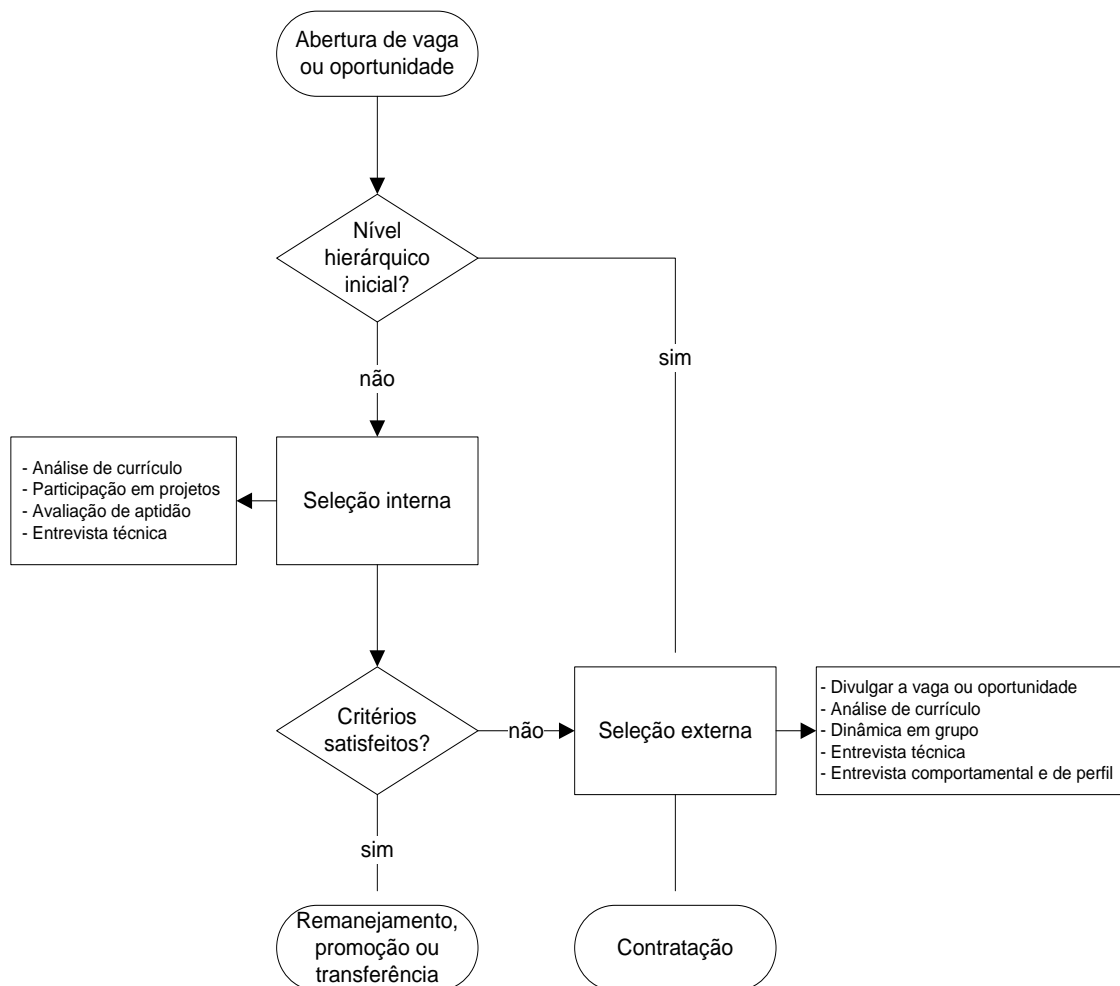 Abertura de vaga
ou oportunidade
Nível
hierárquico
inicial?
sim
não
- Análise de currículo
- Participação em projetos
- Avaliação de aptidão
- Entrevista técnica
Seleção interna
Critérios
satisfeitos?
não
Seleção externa
- Divulgar a vaga ou oportunidade
- Análise de currículo
- Dinâmica em grupo
- Entrevista técnica
- Entrevista comportamental e de perfil
sim
Remanejamento,
promoção ou
transferência
Contratação